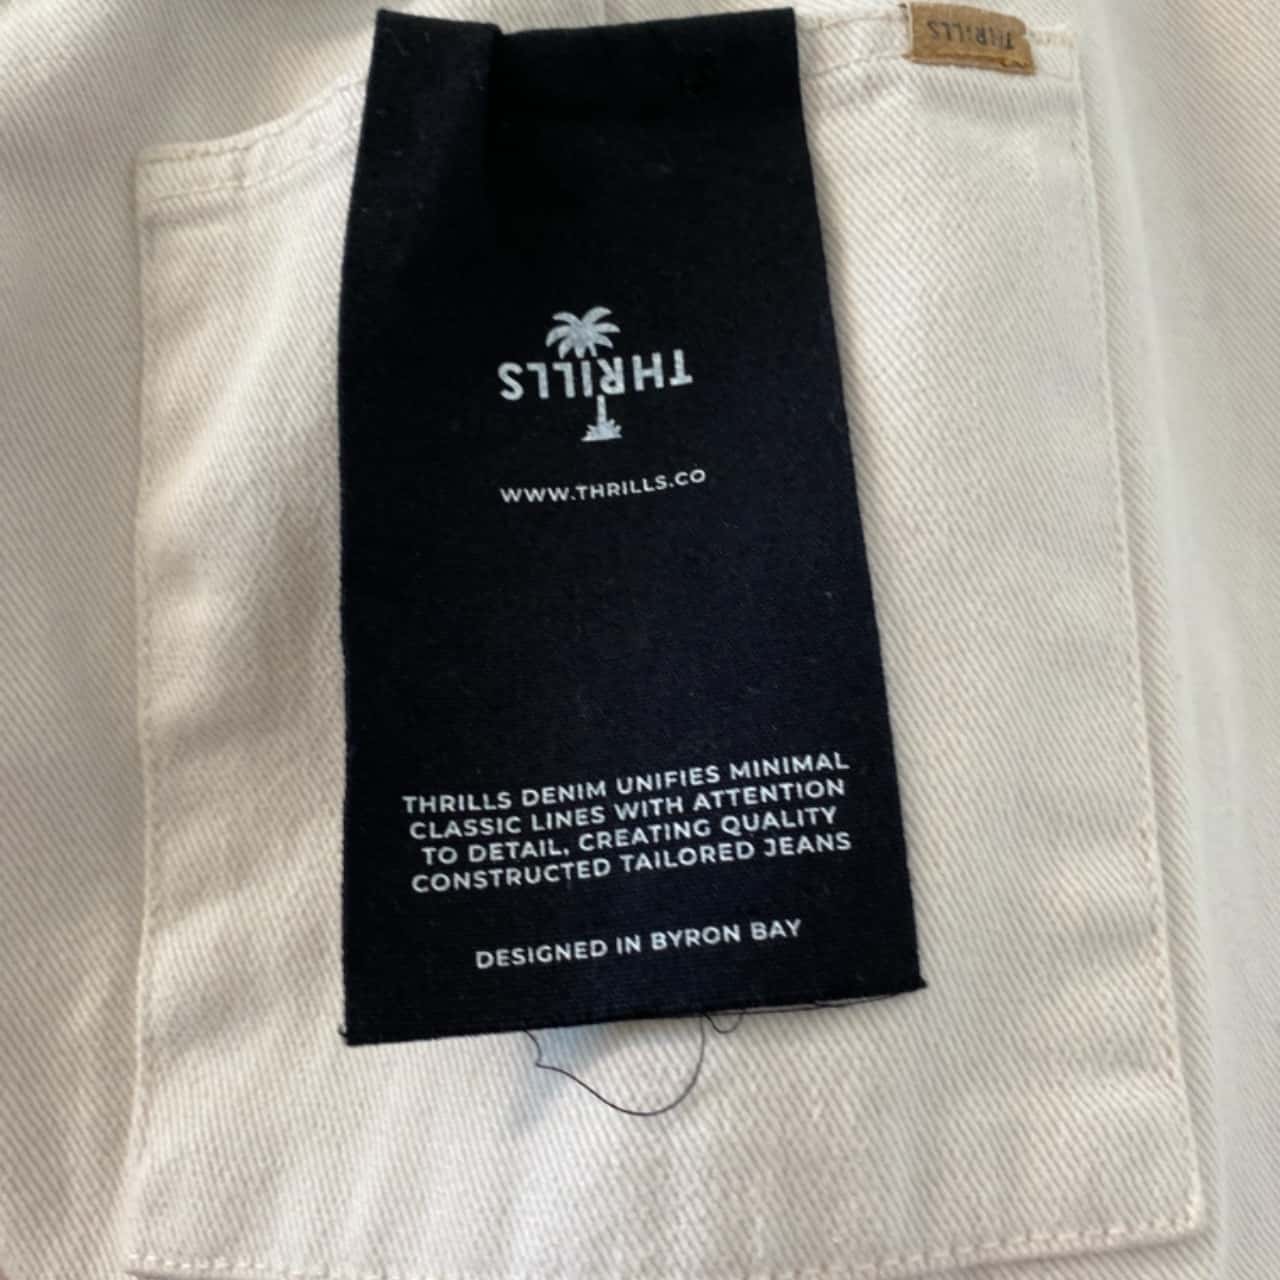 THRILLS
THRILLS
WWW.THRILLS.CO
THRILLS DENIM UNIFIES MINIMAL
CLASSIC LINES WITH ATTENTION
TO DETAIL, CREATING QUALITY
CONSTRUCTED TAILORED JEANS
DESIGNED IN BYRON BAY